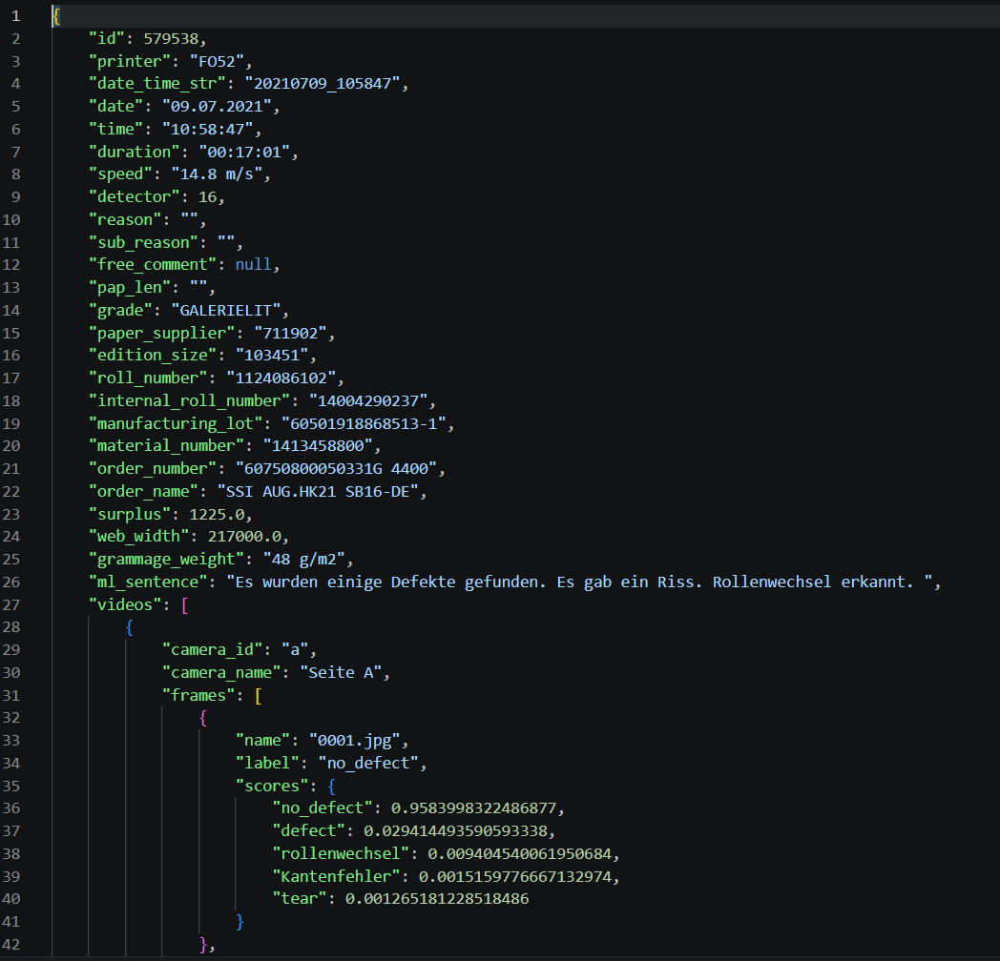 1 {
2 "id": 579538,
3 "printer": "FO52",
4 "date_time_str": "20210709_105847",
5 "date": "09.07.2021",
6 "time": "10:58:47",
7 "duration": "00:17:01",
8 "speed": "14.8 m/s",
9 "detector": 16,
10 "reason": "",
11 "sub_reason": "",
12 "free_comment": null,
13 "pap_len": "",
14 "grade": "GALERIELIT",
15 "paper_supplier": "711902",
16 "edition_size": "103451",
17 "roll_number": "1124086102",
18 "internal_roll_number": "14004290237",
19 "manufacturing_lot": "60501918868513-1",
20 "material_number": "1413458800",
21 "order_number": "60750800050331G 4400",
22 "order_name": "SSI AUG.HK21 SB16-DE",
23 "surplus": 1225.0,
24 "web_width": 217000.0,
25 "grammage_weight": "48 g/m2",
26 "ml_sentence": "Es wurden einige Defekte gefunden. Es gab ein Riss. Rollenwechsel erkannt. ",
27 "videos": [
28 {
29 "camera_id": "a",
30 "camera_name": "Seite A",
31 "frames": [
32 {
33 "name": "0001.jpg",
34 "label": "no_defect",
35 "scores": {
36 "no_defect": 0.9583998322486877,
37 "defect": 0.029414493590593338,
38 "rollenwechsel": 0.009404540061950684,
39 "Kantenfehler": 0.0015159776667132974,
40 "tear": 0.001265181228518486
41 }
42 },